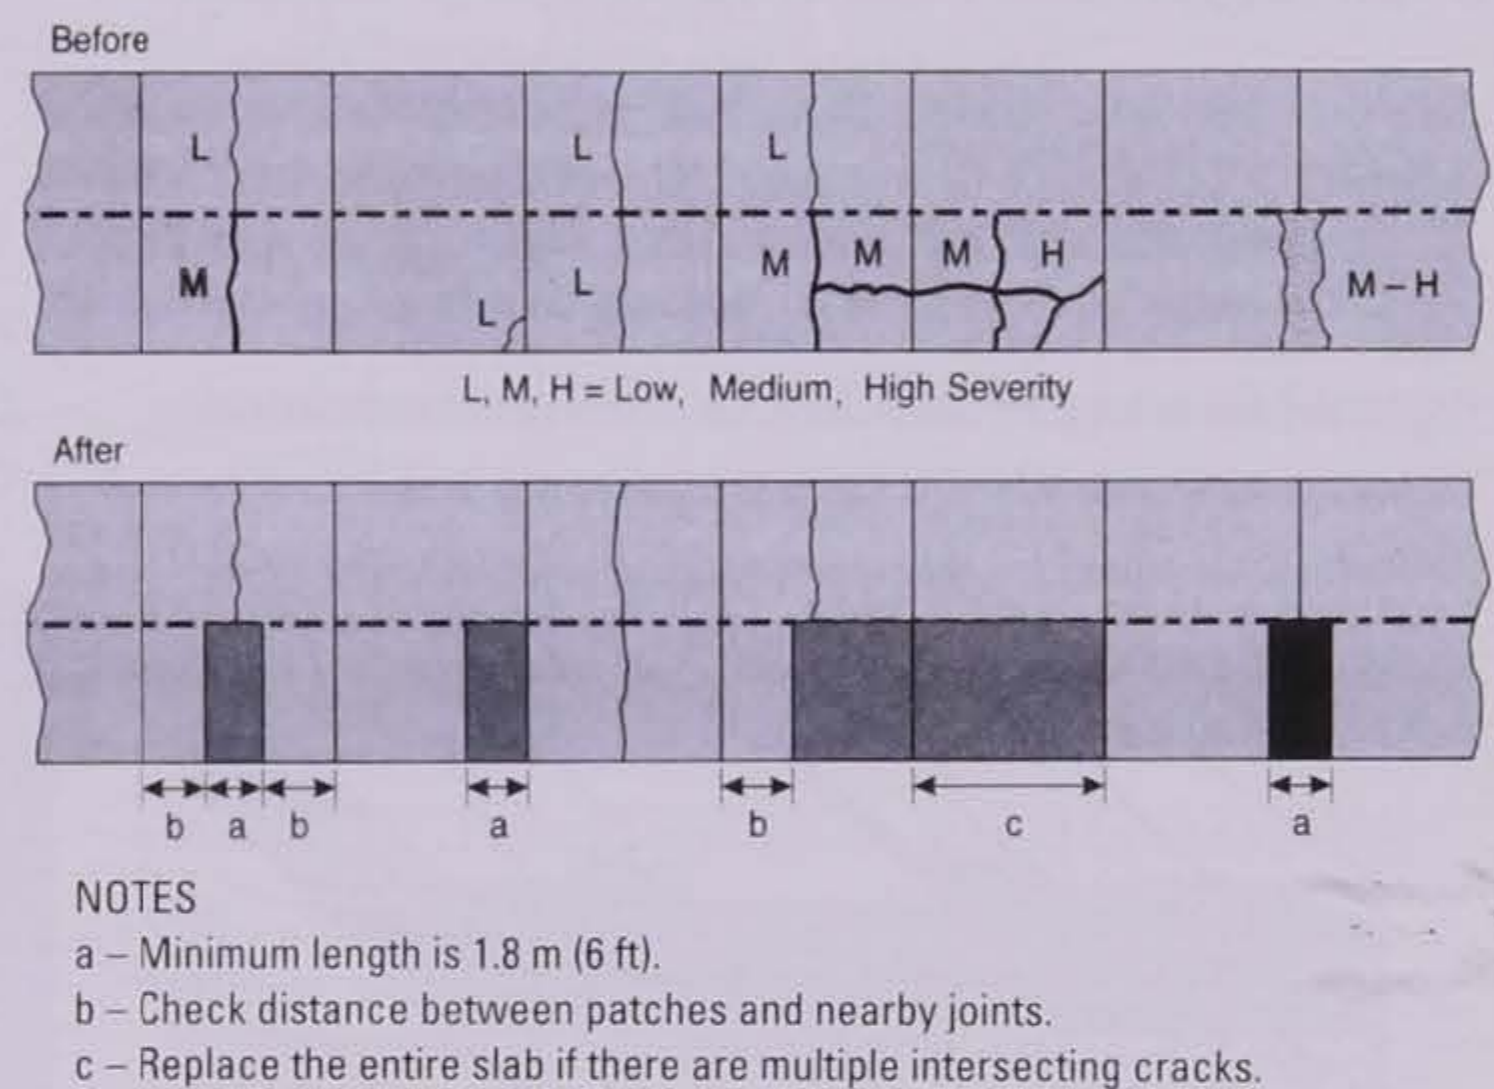 Before
L L L
M L L M M M H M – H
L, M, H = Low, Medium, High Severity
After
b a b a b c a
NOTES
a – Minimum length is 1.8 m (6 ft).
b – Check distance between patches and nearby joints.
c – Replace the entire slab if there are multiple intersecting cracks.